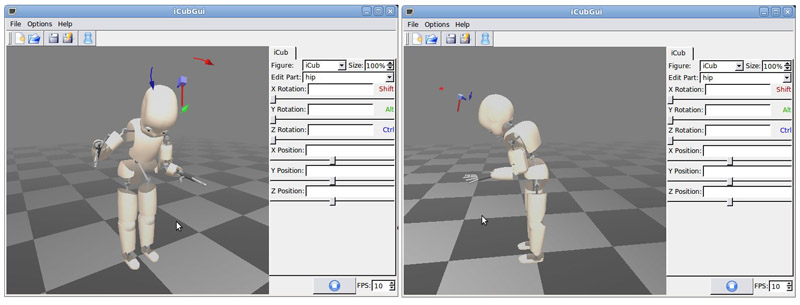 iCubGui
File Options Help
iCub
Figure: iCub Size: 100%
Edit Part: hip
X Rotation: Shift
Y Rotation: Alt
Z Rotation: Ctrl
X Position:
Y Position:
Z Position:
FPS: 10
iCubGui
File Options Help
iCub
Figure: iCub Size: 100%
Edit Part: hip
X Rotation: Shift
Y Rotation: Alt
Z Rotation: Ctrl
X Position:
Y Position:
Z Position:
FPS: 10